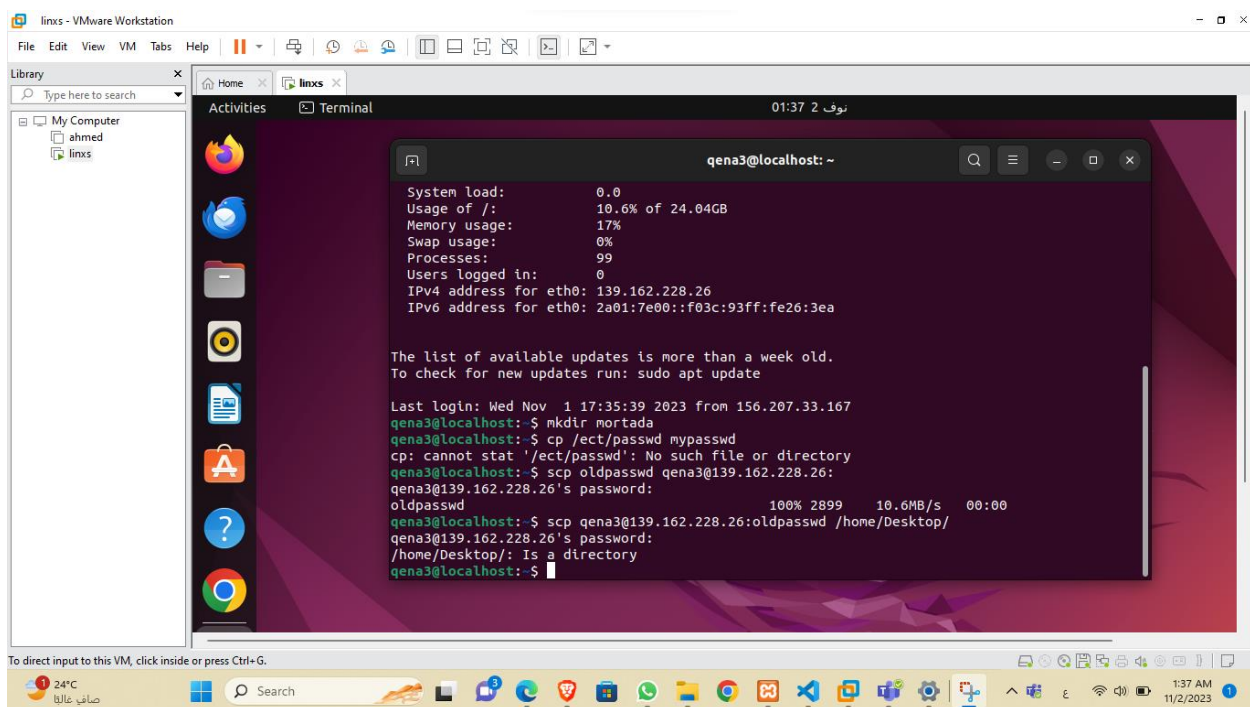 linxs - VMware Workstation
File Edit View VM Tabs Help
Library
Type here to search
My Computer
ahmed
linxs
Home
linxs
Activities
Terminal
نوف 2 01:37
qena3@localhost: ~
System load: 0.0
Usage of /: 10.6% of 24.04GB
Memory usage: 17%
Swap usage: 0%
Processes: 99
Users logged in: 0
IPv4 address for eth0: 139.162.228.26
IPv6 address for eth0: 2a01:7e00::f03c:93ff:fe26:3ea
The list of available updates is more than a week old.
To check for new updates run: sudo apt update
Last login: Wed Nov  1 17:35:39 2023 from 156.207.33.167
qena3@localhost:~$ mkdir mortada
qena3@localhost:~$ cp /ect/passwd mypasswd
cp: cannot stat '/ect/passwd': No such file or directory
qena3@localhost:~$ scp oldpasswd qena3@139.162.228.26:
qena3@139.162.228.26's password:
oldpasswd 100% 2899 10.6MB/s 00:00
qena3@localhost:~$ scp qena3@139.162.228.26:oldpasswd /home/Desktop/
qena3@139.162.228.26's password:
/home/Desktop/: Is a directory
qena3@localhost:~$
To direct input to this VM, click inside or press Ctrl+G.
1
24°C
صافٍ غالبًا
Search
3
ع
1:37 AM
11/2/2023
1